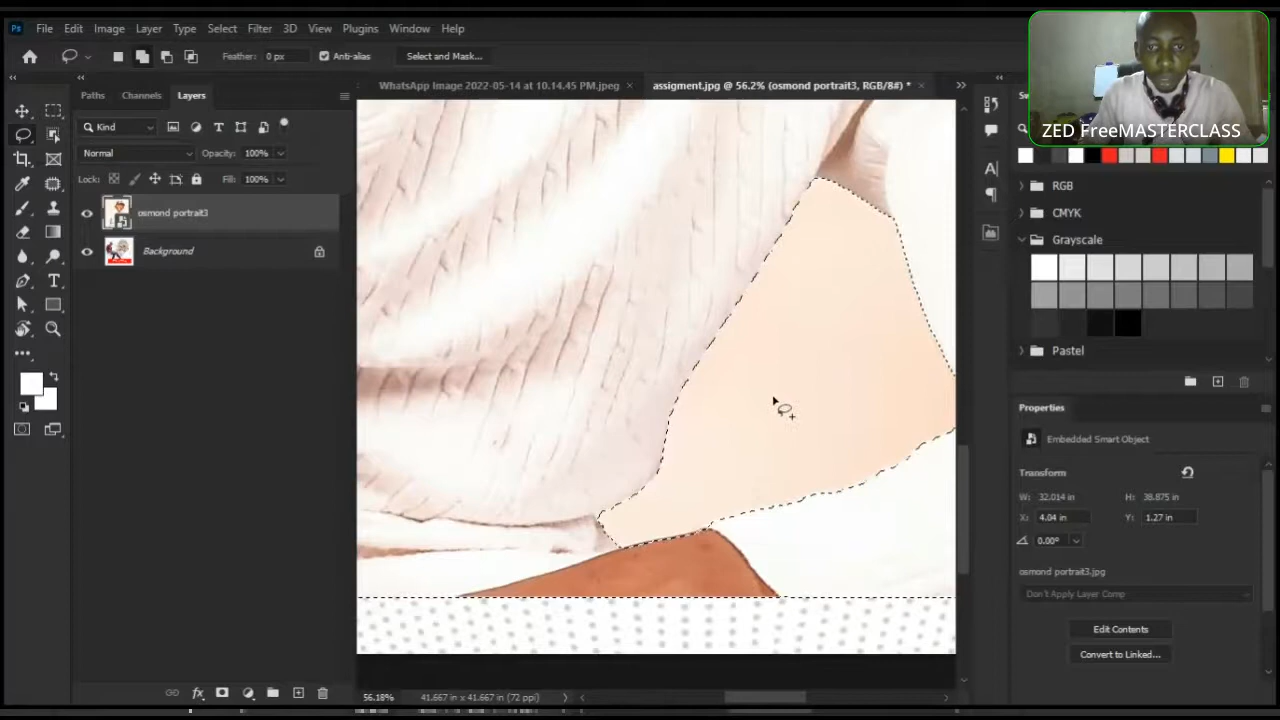 Ps File Edit Image Layer Type Select Filter 3D View Plugins Window Help
Feather: 0 px Anti-alias Select and Mask...
Paths Channels Layers
WhatsApp Image 2022-05-14 at 10.14.45 PM.jpeg × assigment.jpg @ 56.2% (osmond portrait3, RGB/8#) * ×
Kind
Normal Opacity: 100%
Lock: Fill: 100%
osmond portrait3
Background
ZED FreeMASTERCLASS
RGB
CMYK
Grayscale
Pastel
Properties
Embedded Smart Object
Transform
W: 32.014 in H: 38.875 in
X: 4.04 in Y: 1.27 in
0.00°
osmond portrait3.jpg
Don't Apply Layer Comp
Edit Contents
Convert to Linked...
56.18% 41.667 in x 41.667 in (72 ppi)